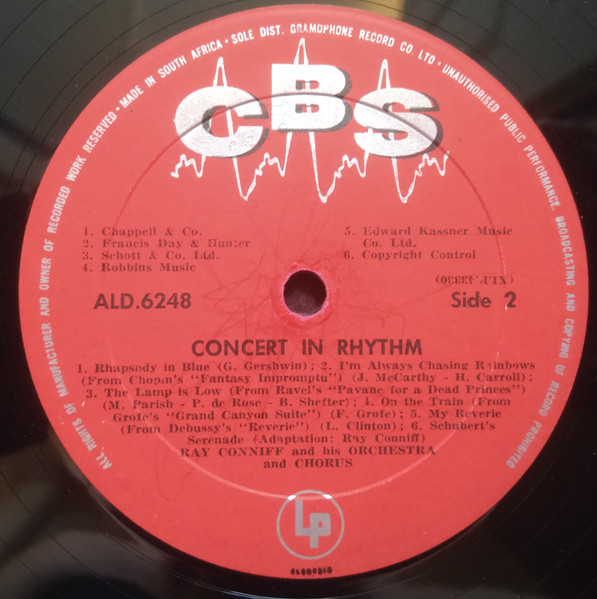 ALL RIGHTS OF MANUFACTURER AND OWNER OF RECORDED WORK RESERVED • MADE IN SOUTH AFRICA • SOLE DIST. GRAMOPHONE RECORD CO. LTD • UNAUTHORISED PUBLIC PERFORMANCE, BROADCASTING AND COPYING OF RECORD PROHIBITED
CBS
1. Chappell & Co.
2. Francis Day & Hunter
3. Schott & Co. Ltd.
4. Robbins Music
5. Edward Kassner Music
Co. Ltd.
6. Copyright Control
(XLP.43330)
ALD.6248
Side 2
CONCERT IN RHYTHM
1. Rhapsody in Blue (G. Gershwin); 2. I'm Always Chasing Rainbows
(From Chopin's "Fantasy Impromptu") (J. McCarthy - H. Carroll);
3. The Lamp is Low (From Ravel's "Pavane for a Dead Princes")
(M. Parish - P. de Rose - B. Shefter); 4. On the Train (From
Grofe's "Grand Canyon Suite") (F. Grofe); 5. My Reverie
(From Debussy's "Reverie") (L. Clinton); 6. Schubert's
Serenade (Adaptation: Ray Conniff)
RAY CONNIFF and his ORCHESTRA
and CHORUS
LP